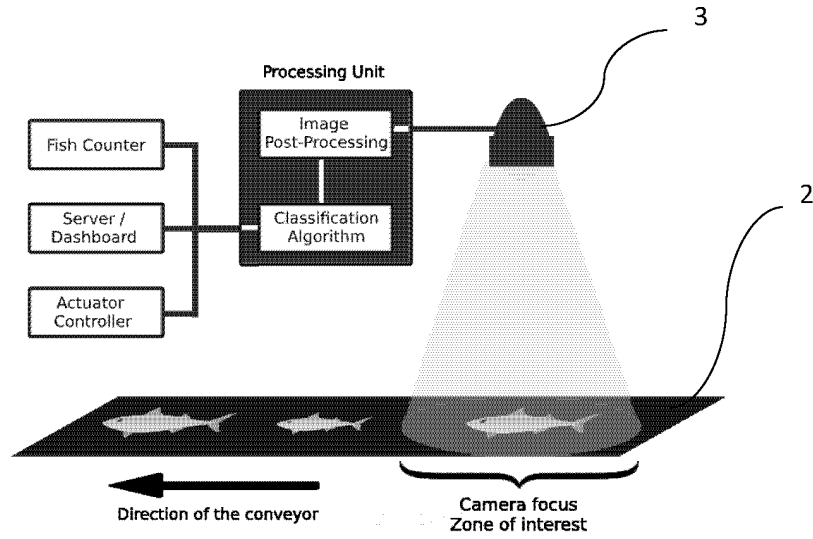 3
Processing Unit
Image
Post-Processing
Fish Counter
2
Server /
Dashboard
Classification
Algorithm
Actuator
Controller
Direction of the conveyor
Camera focus
Zone of interest